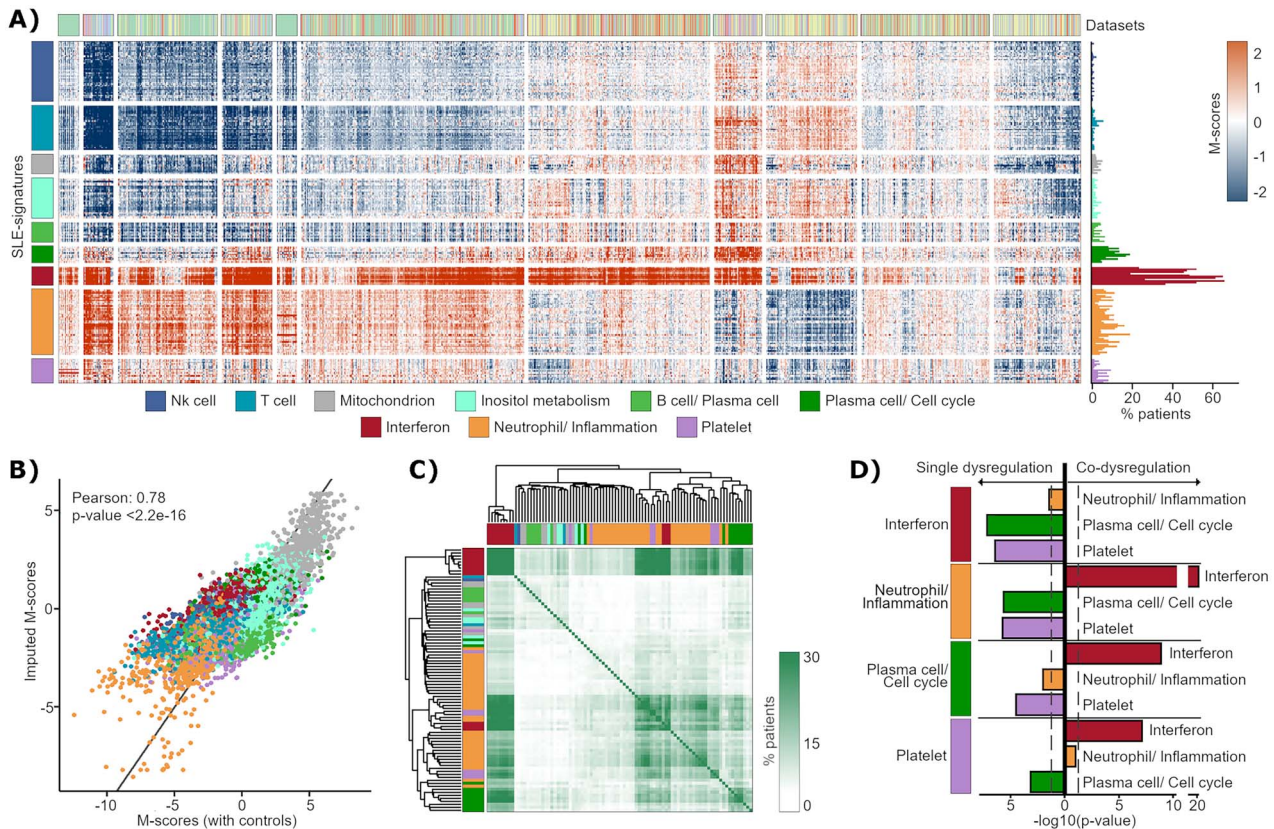 A)
Datasets
SLE-signatures
M-scores
2
1
0
-1
-2
0 20 40 60
% patients
Nk cell
T cell
Mitochondrion
Inositol metabolism
B cell/ Plasma cell
Plasma cell/ Cell cycle
Interferon
Neutrophil/ Inflammation
Platelet
B)
Pearson: 0.78
p-value <2.2e-16
Imputed M-scores
5
0
-5
-10 -5 0 5
M-scores (with controls)
C)
% patients
30
15
0
D)
Single dysregulation
Co-dysregulation
Interferon
Neutrophil/ Inflammation
Plasma cell/ Cell cycle
Platelet
Neutrophil/
Inflammation
Interferon
Plasma cell/ Cell cycle
Platelet
Plasma cell/
Cell cycle
Interferon
Neutrophil/ Inflammation
Platelet
Platelet
Interferon
Neutrophil/ Inflammation
Plasma cell/ Cell cycle
5 0 5 10 20
-log10(p-value)